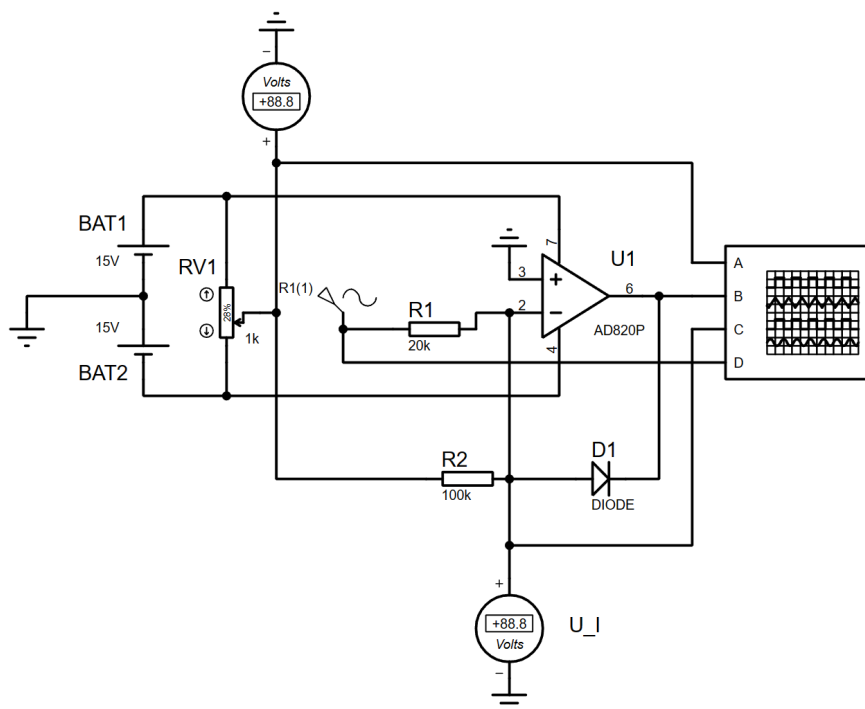 −
Volts
+88.8
+
BAT1
15V
RV1
28%
1k
15V
BAT2
R1(1)
R1
20k
7
3
+
2
−
4
U1
6
AD820P
A
B
C
D
R2
100k
D1
DIODE
+
+88.8
Volts
−
U_I